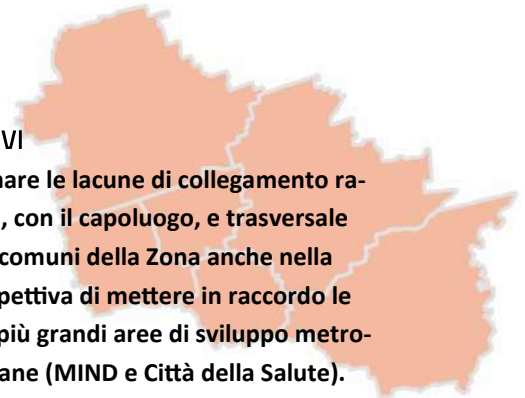 VI
nare le lacune di collegamento ra-
, con il capoluogo, e trasversale
comuni della Zona anche nella
pettiva di mettere in raccordo le
più grandi aree di sviluppo metro-
ane (MIND e Città della Salute).